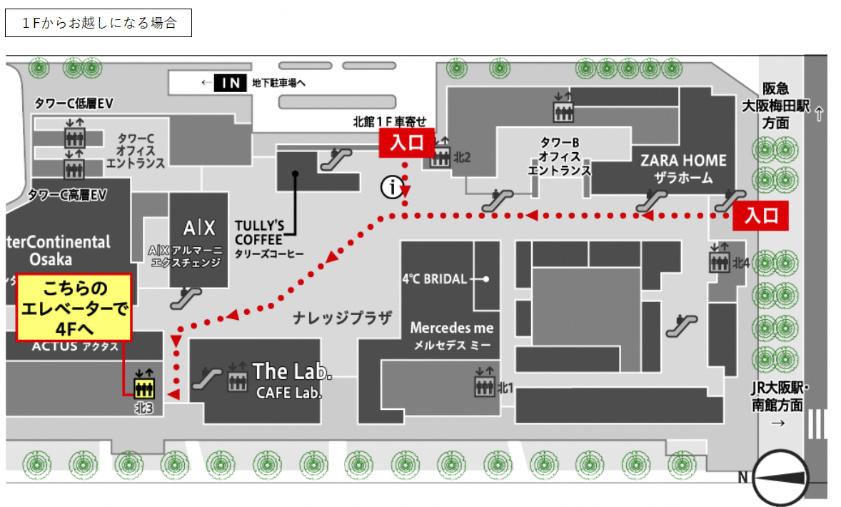 1Fからお越しになる場合
← IN 地下駐車場へ
タワーC低層EV
タワーC
オフィス
エントランス
タワーC高層EV
北館1F車寄せ
入口
北2
タワーB
オフィス
エントランス
ZARA HOME
ザラホーム
阪急
大阪梅田駅
方面
↑
入口
i
TULLY'S
COFFEE
タリーズコーヒー
A|X
A|Xアルマーニ
エクスチェンジ
terContinental
Osaka
こちらの
エレベーターで
4Fへ
ACTUS アクタス
北3
ナレッジプラザ
4℃ BRIDAL
Mercedes me
メルセデス ミー
北4
The Lab.
CAFE Lab.
北1
JR大阪駅・
南館方面
→
N